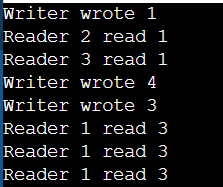 Writer wrote 1
Reader 2 read 1
Reader 3 read 1
Writer wrote 4
Writer wrote 3
Reader 1 read 3
Reader 1 read 3
Reader 1 read 3